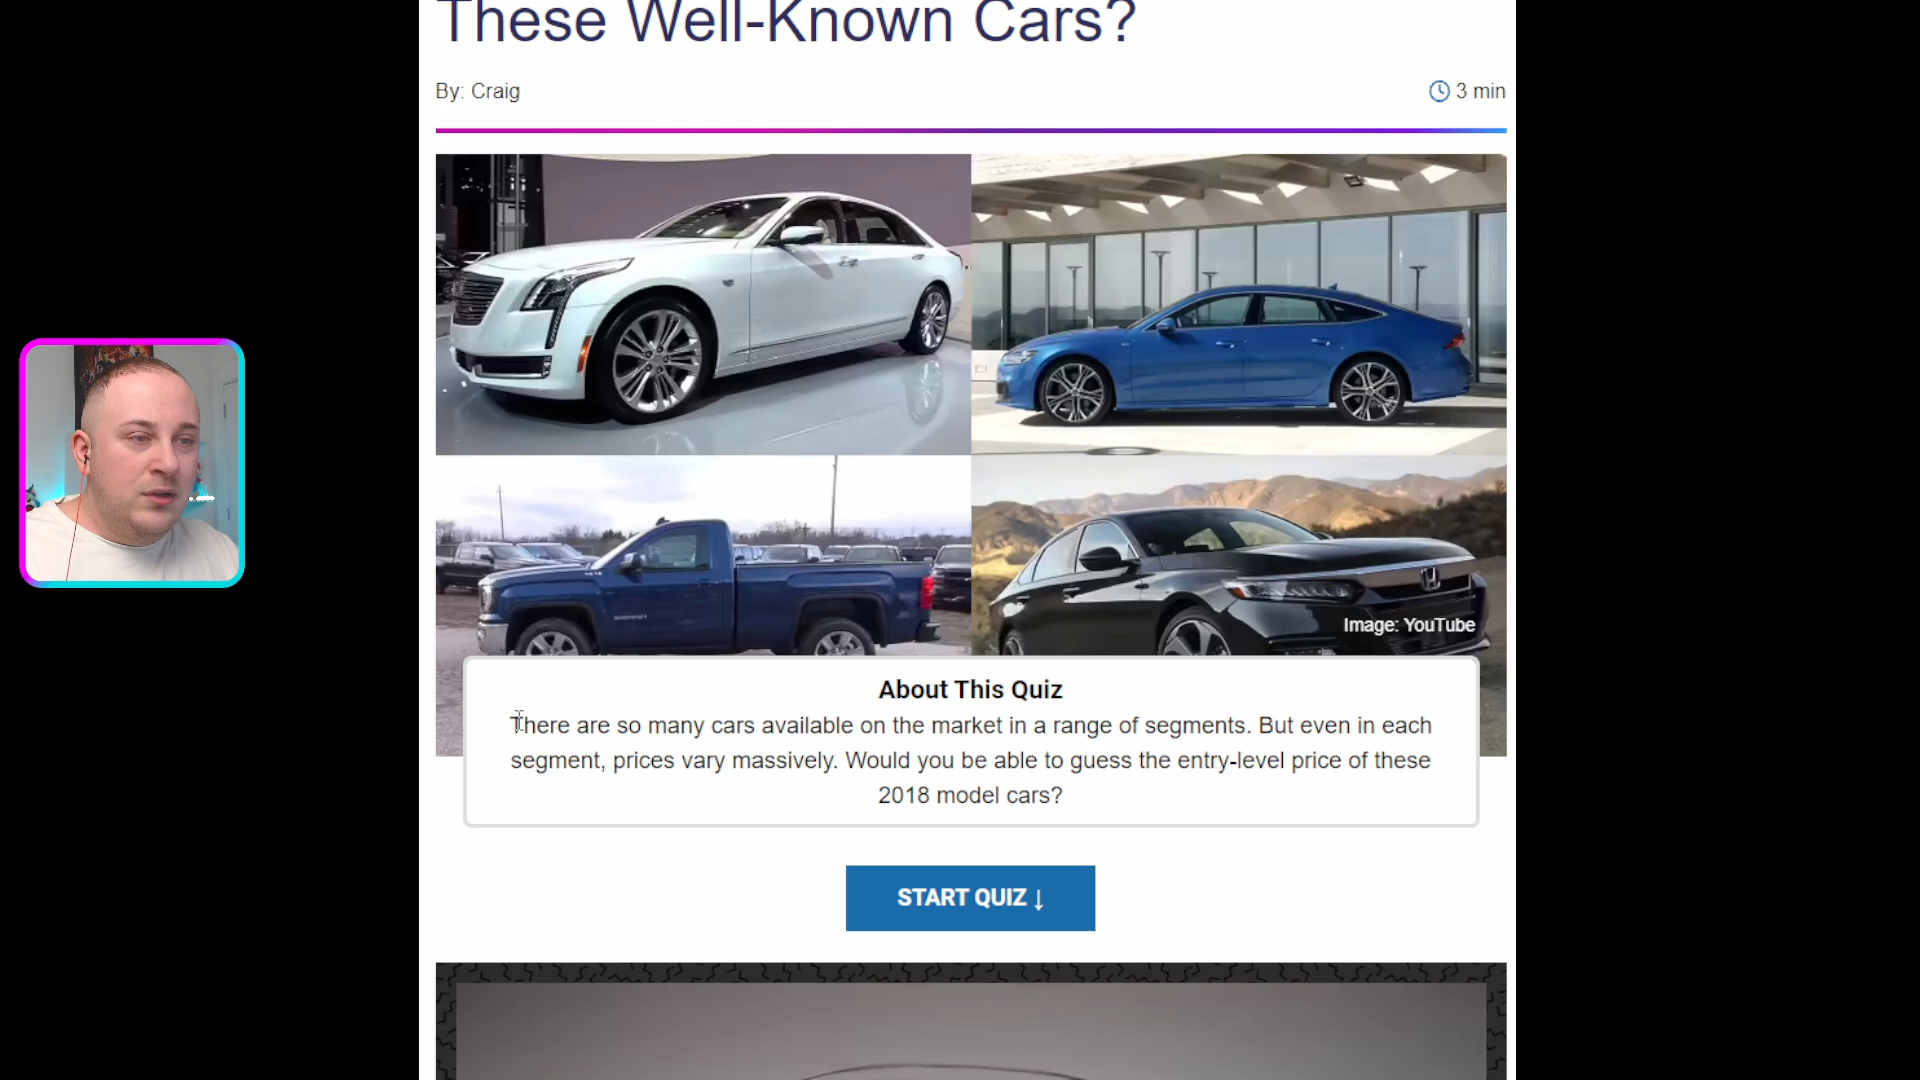 These Well-Known Cars?
By: Craig
3 min
Image: YouTube
About This Quiz
There are so many cars available on the market in a range of segments. But even in each
segment, prices vary massively. Would you be able to guess the entry-level price of these
2018 model cars?
START QUIZ ↓